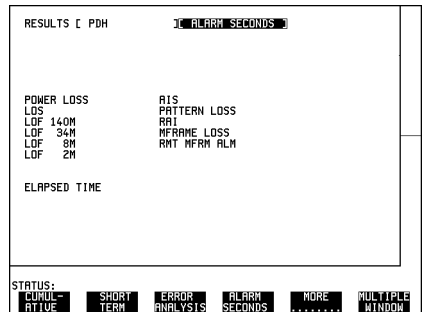 RESULTS [ PDH ][ ALARM SECONDS ]
POWER LOSS AIS
LOS PATTERN LOSS
LOF 140M RAI
LOF 34M MFRAME LOSS
LOF 8M RMT MFRM ALM
LOF 2M
ELAPSED TIME
STATUS:
CUMUL- SHORT ERROR ALARM MORE MULTIPLE
ATIVE TERM ANALYSIS SECONDS ........ WINDOW